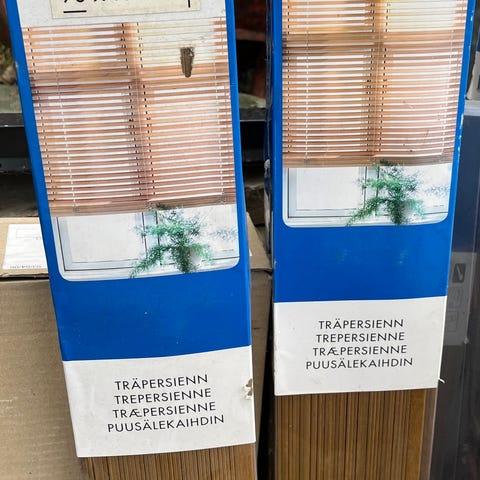 TRÄPERSIENN
TREPERSIENNE
TRÆPERSIENNE
PUUSÄLEKAIHDIN
TRÄPERSIENN
TREPERSIENNE
TRÆPERSIENNE
PUUSÄLEKAIHDIN